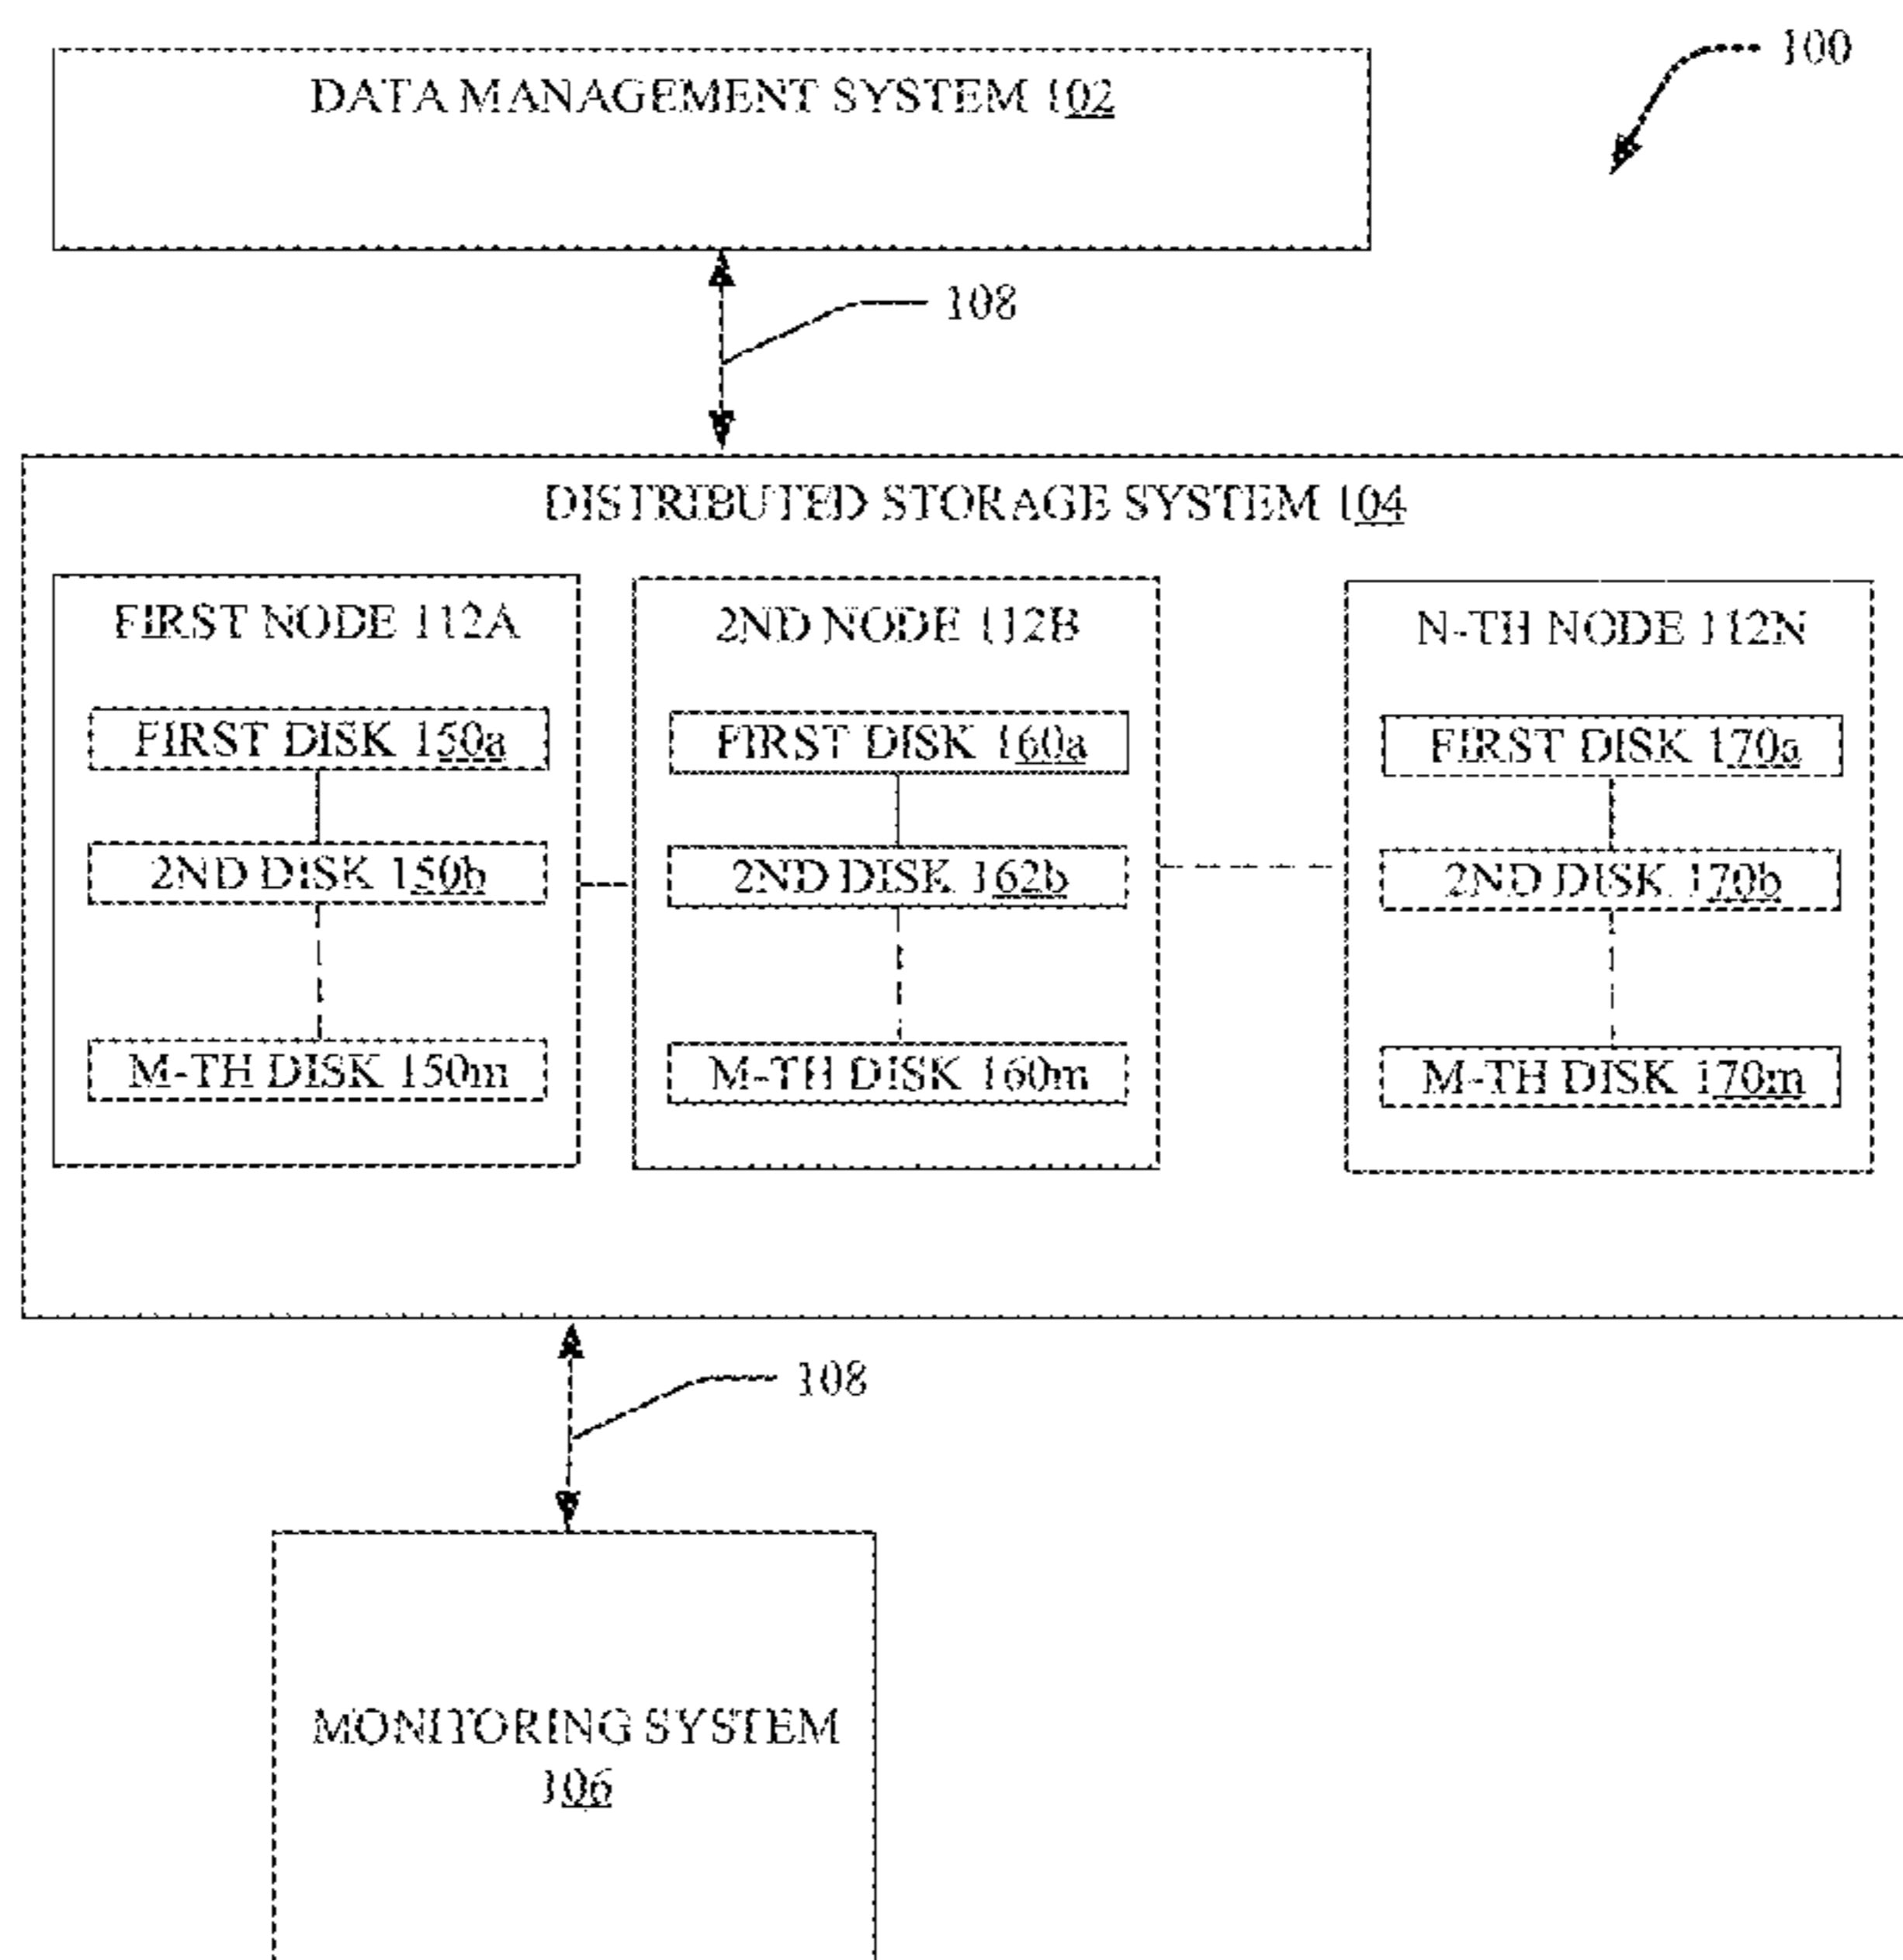 100
DATA MANAGEMENT SYSTEM 102
108
DISTRIBUTED STORAGE SYSTEM 104
FIRST NODE 112A
FIRST DISK 150a
2ND DISK 150b
M-TH DISK 150m
2ND NODE 112B
FIRST DISK 160a
2ND DISK 162b
M-TH DISK 160m
N-TH NODE 112N
FIRST DISK 170a
2ND DISK 170b
M-TH DISK 170m
108
MONITORING SYSTEM
106